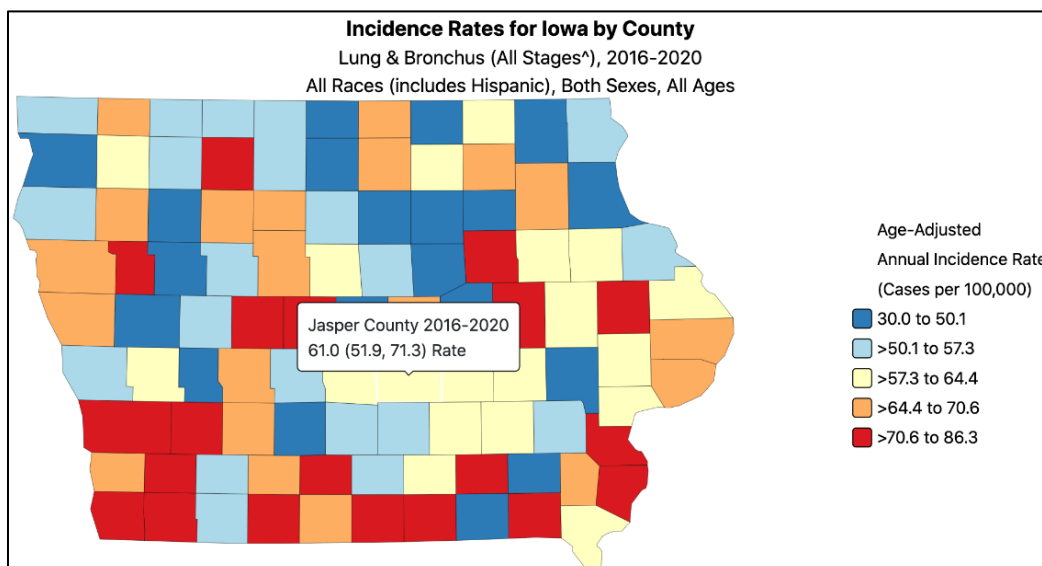 Incidence Rates for Iowa by County
Lung & Bronchus (All Stages^), 2016-2020
All Races (includes Hispanic), Both Sexes, All Ages
Jasper County 2016-2020
61.0 (51.9, 71.3) Rate
Age-Adjusted
Annual Incidence Rate
(Cases per 100,000)
30.0 to 50.1
>50.1 to 57.3
>57.3 to 64.4
>64.4 to 70.6
>70.6 to 86.3